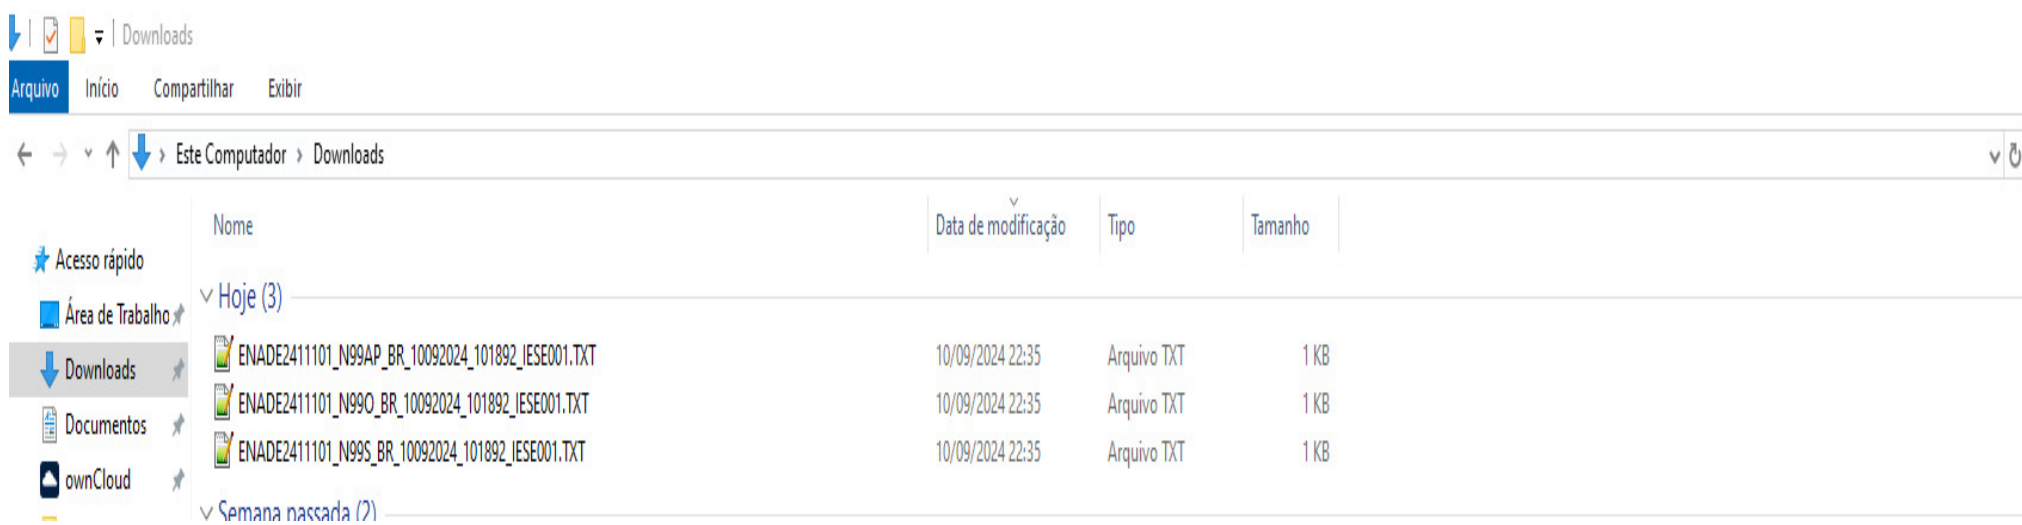 Downloads
Arquivo Início Compartilhar Exibir
Este Computador > Downloads
Nome Data de modificação Tipo Tamanho
Acesso rápido
Hoje (3)
Área de Trabalho
ENADE2411101_N99AP_BR_10092024_101892_IESE001.TXT 10/09/2024 22:35 Arquivo TXT 1 KB
Downloads
ENADE2411101_N99O_BR_10092024_101892_IESE001.TXT 10/09/2024 22:35 Arquivo TXT 1 KB
Documentos
ENADE2411101_N99S_BR_10092024_101892_IESE001.TXT 10/09/2024 22:35 Arquivo TXT 1 KB
ownCloud
Semana passada (2)